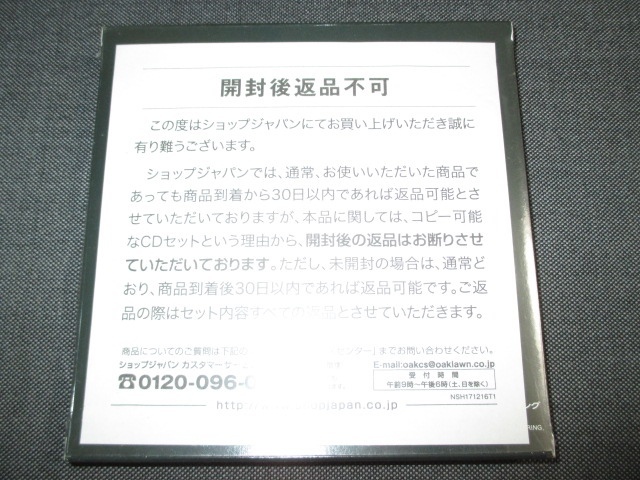 開封後返品不可
この度はショップジャパンにてお買い上げいただき誠に
有り難うございます。
ショップジャパンでは、通常、お使いいただいた商品で
あっても商品到着から30日以内であれば返品可能とさ
せていただいておりますが、本品に関しては、コピー可能
なCDセットという理由から、開封後の返品はお断りさせ
ていただいております。ただし、未開封の場合は、通常ど
おり、商品到着後30日以内であれば返品可能です。ご返
品の際はセット内容すべての返品とさせていただきます。
商品についてのご質問は下記の センター」までお問い合わせください。
ショップジャパン カスタマー
0120-096-
E-mail:oakcs@oaklawn.co.jp
受付時間
午前9時〜午後6時(土、日を除く)
NSH171216T1
japan.co.jp
ング
RING.